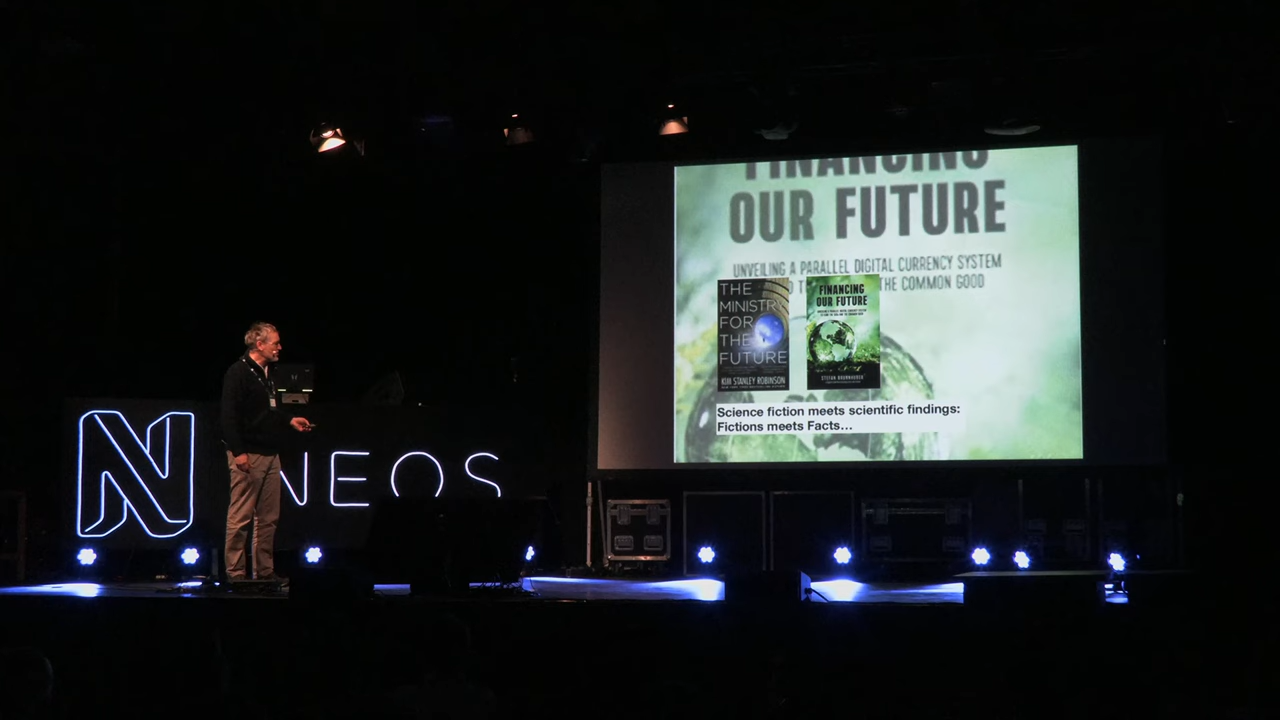 FINANCING
OUR FUTURE
UNVEILING A PARALLEL DIGITAL CURRENCY SYSTEM
THE COMMON GOOD
THE
MINISTRY
FOR
THE
FUTURE
KIM STANLEY ROBINSON
FINANCING
OUR FUTURE
STEFAN BRUNNHUBER
Science fiction meets scientific findings:
Fictions meets Facts...
N NEOS